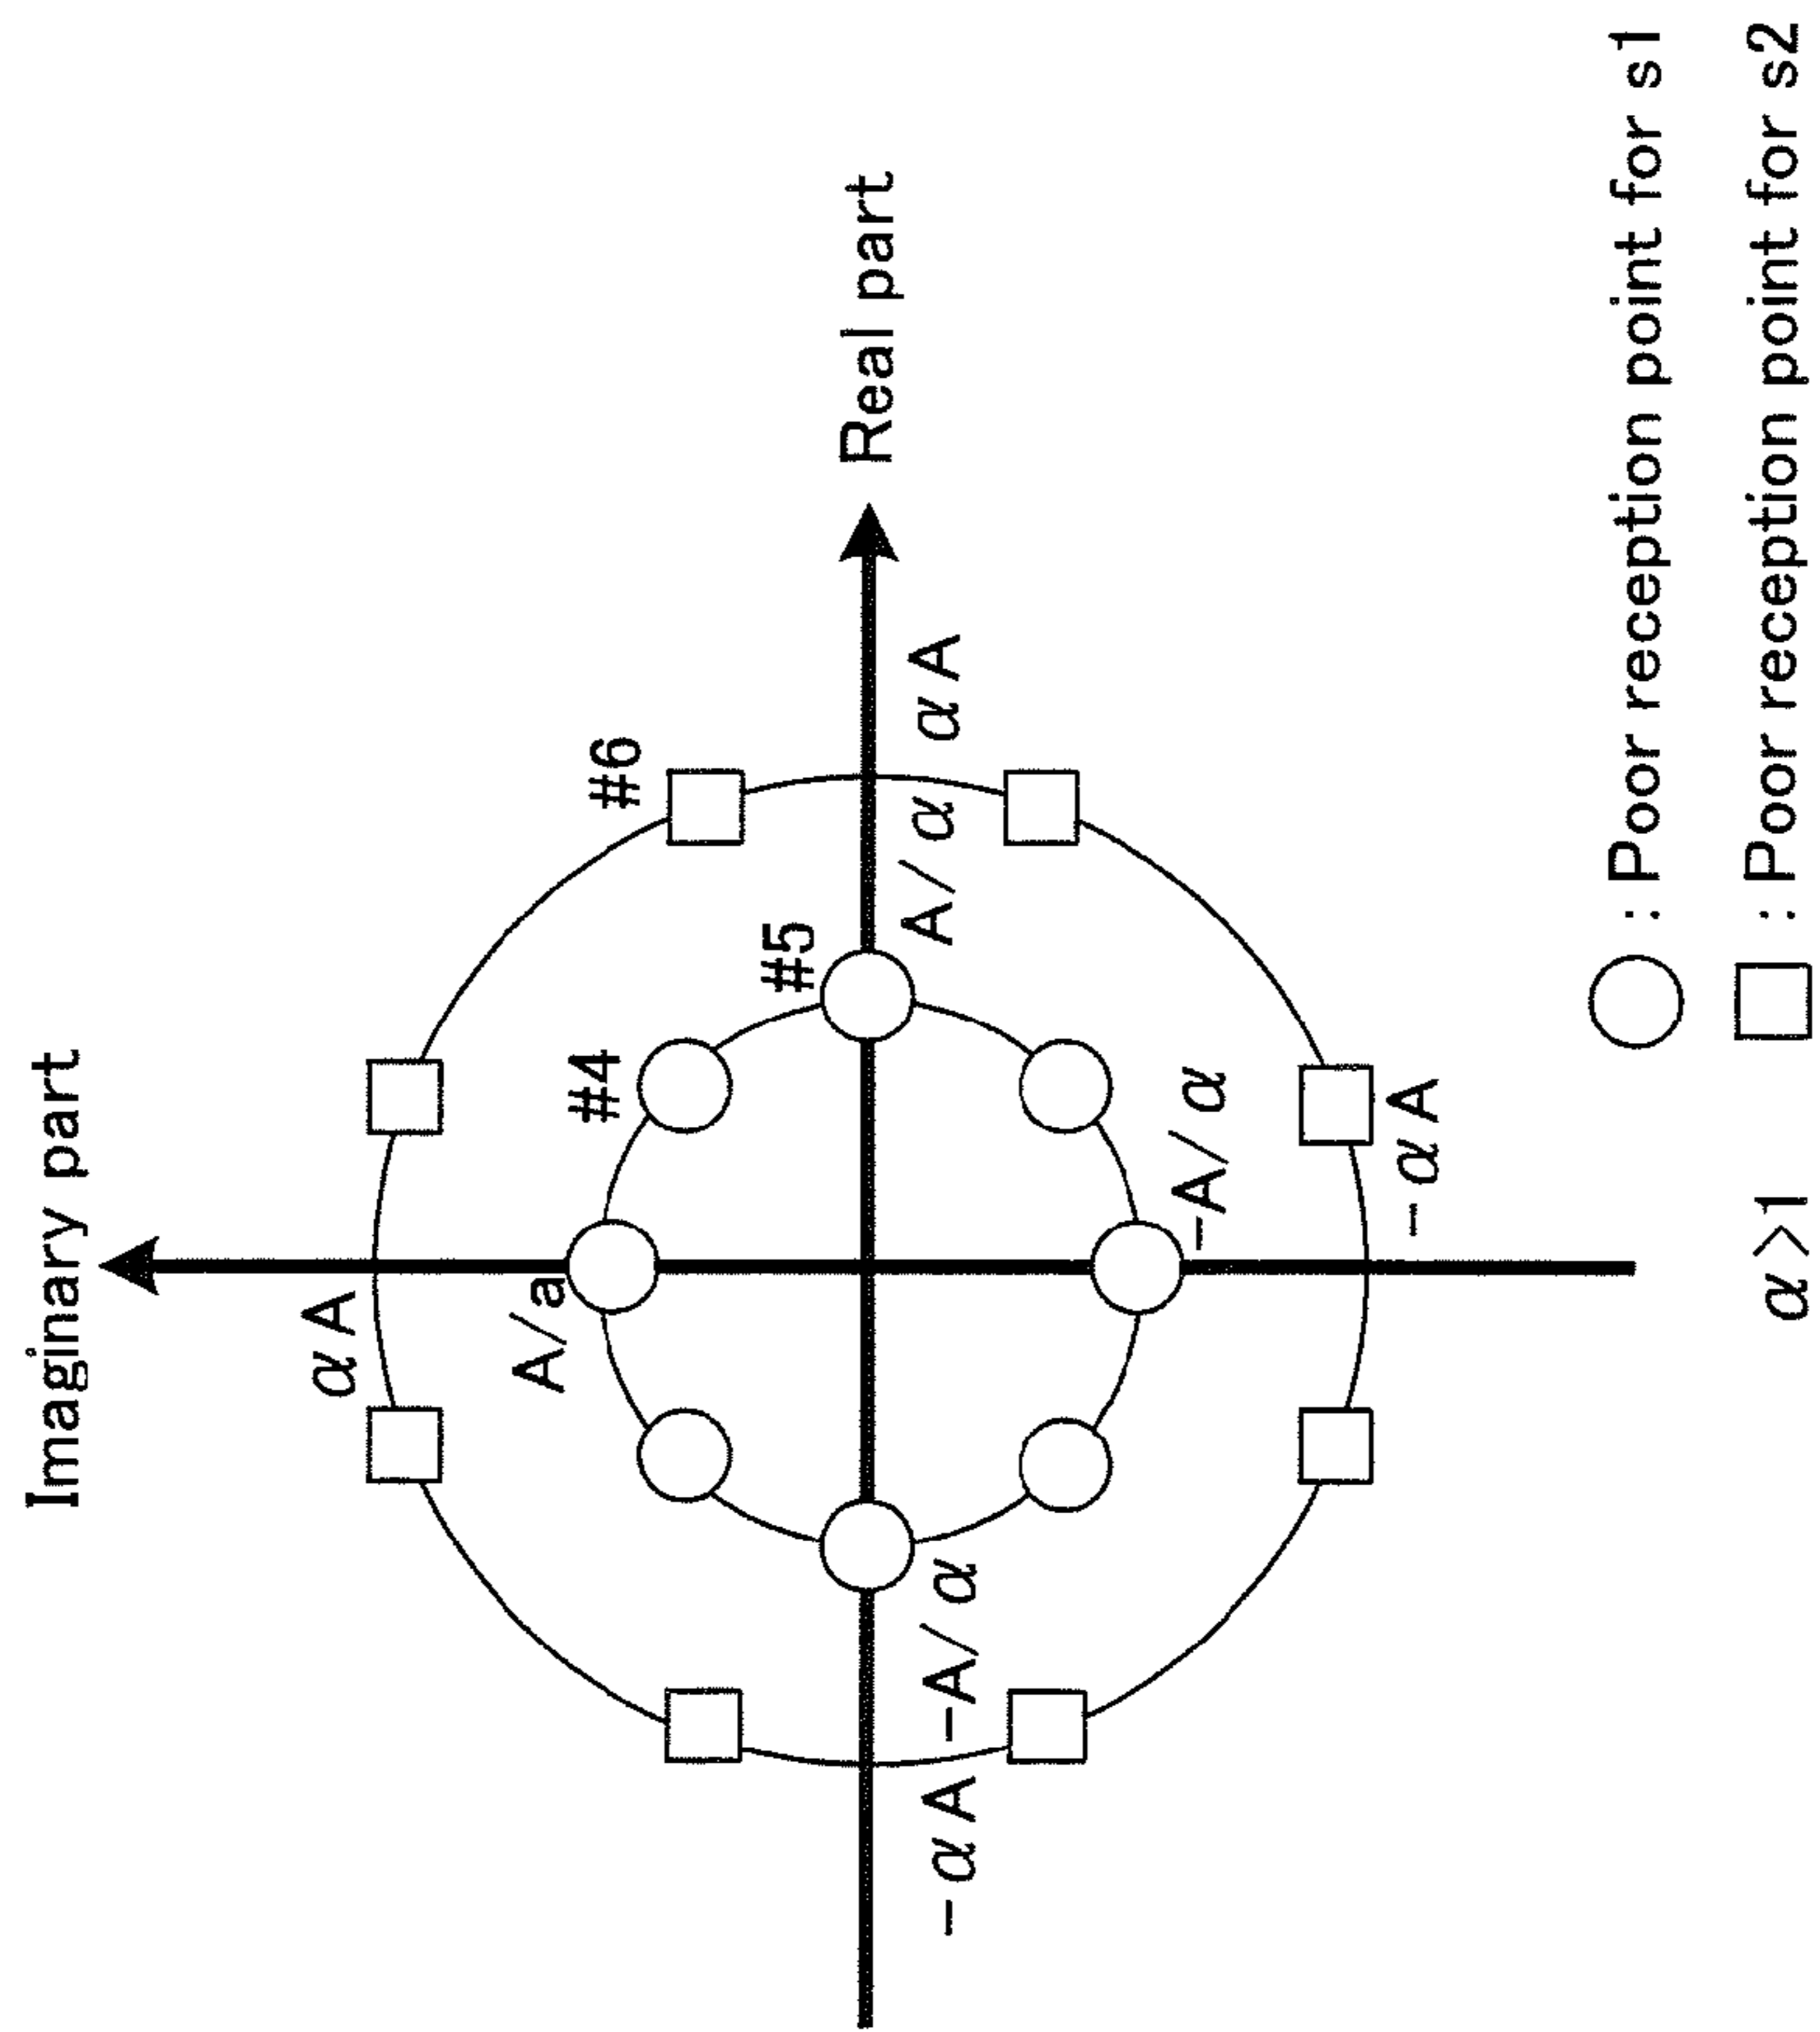 Imaginary part
αA
A/a
#4
#6
#5
Real part
-αA -A/α
A/α αA
-A/α
-αA
: Poor reception point for s1
α>1
: Poor reception point for s2